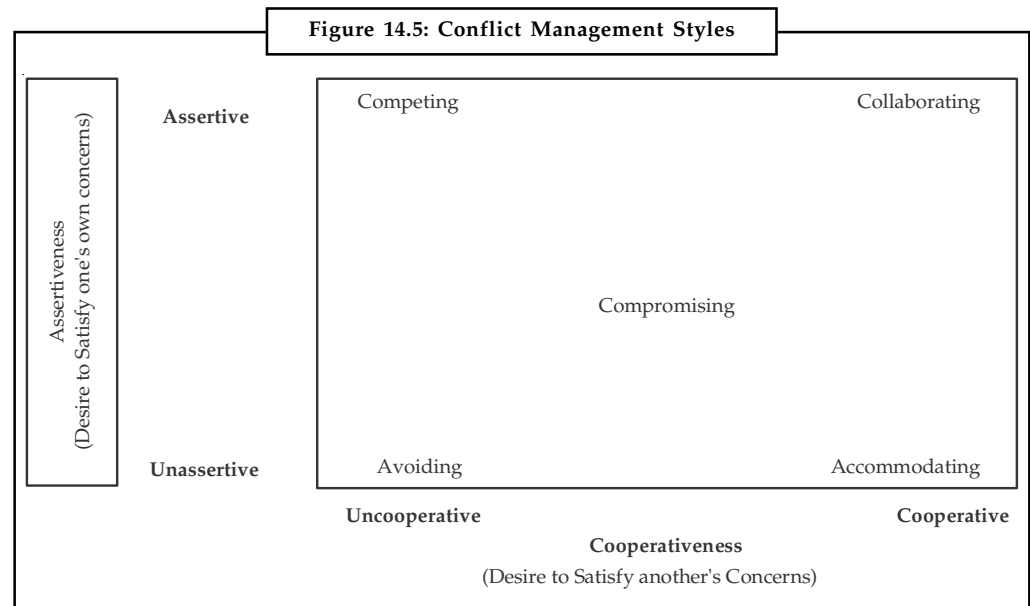 Figure 14.5: Conflict Management Styles
Assertiveness
(Desire to Satisfy one's own concerns)
Assertive
Competing
Collaborating
Compromising
Unassertive
Avoiding
Accommodating
Uncooperative
Cooperative
Cooperativeness
(Desire to Satisfy another's Concerns)